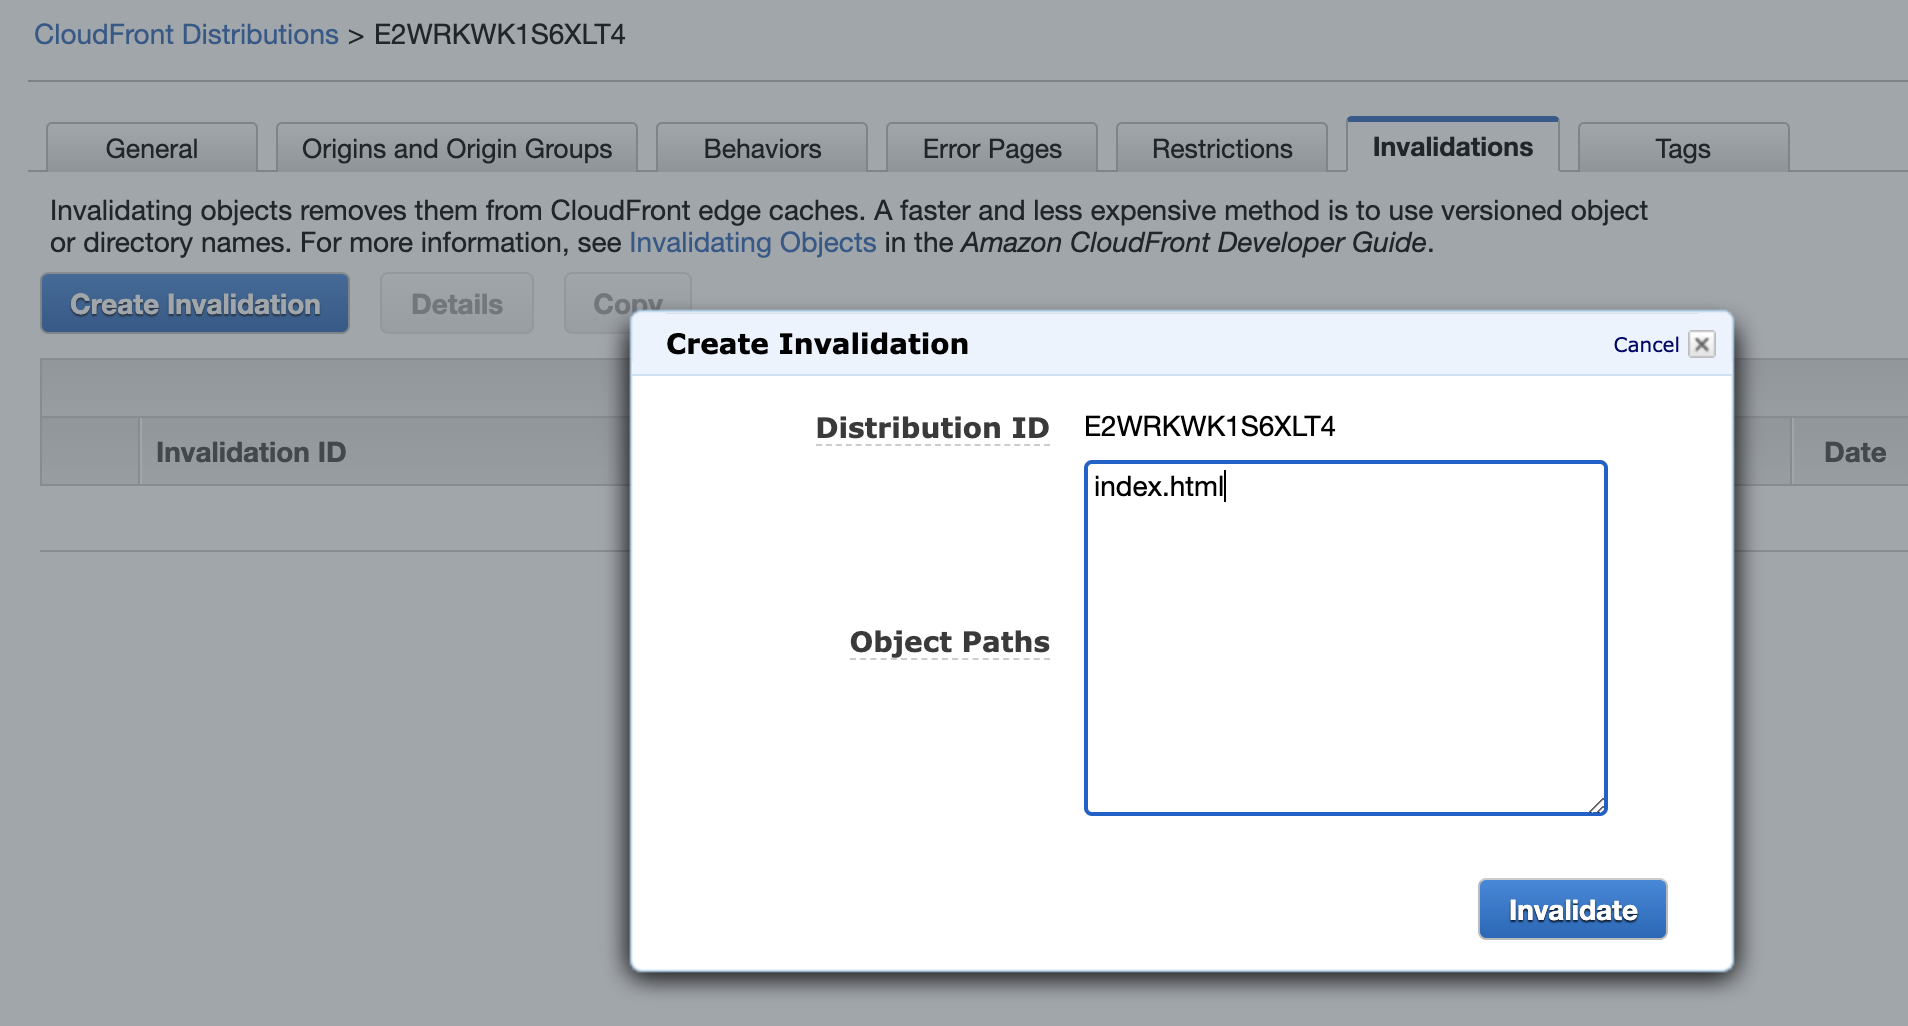 CloudFront Distributions > E2WRKWK1S6XLT4
General Origins and Origin Groups Behaviors Error Pages Restrictions Invalidations Tags
Invalidating objects removes them from CloudFront edge caches. A faster and less expensive method is to use versioned object
or directory names. For more information, see Invalidating Objects in the Amazon CloudFront Developer Guide.
Create Invalidation Details Copy
Create Invalidation Cancel
Distribution ID E2WRKWK1S6XLT4
Invalidation ID Date
index.html
Object Paths
Invalidate